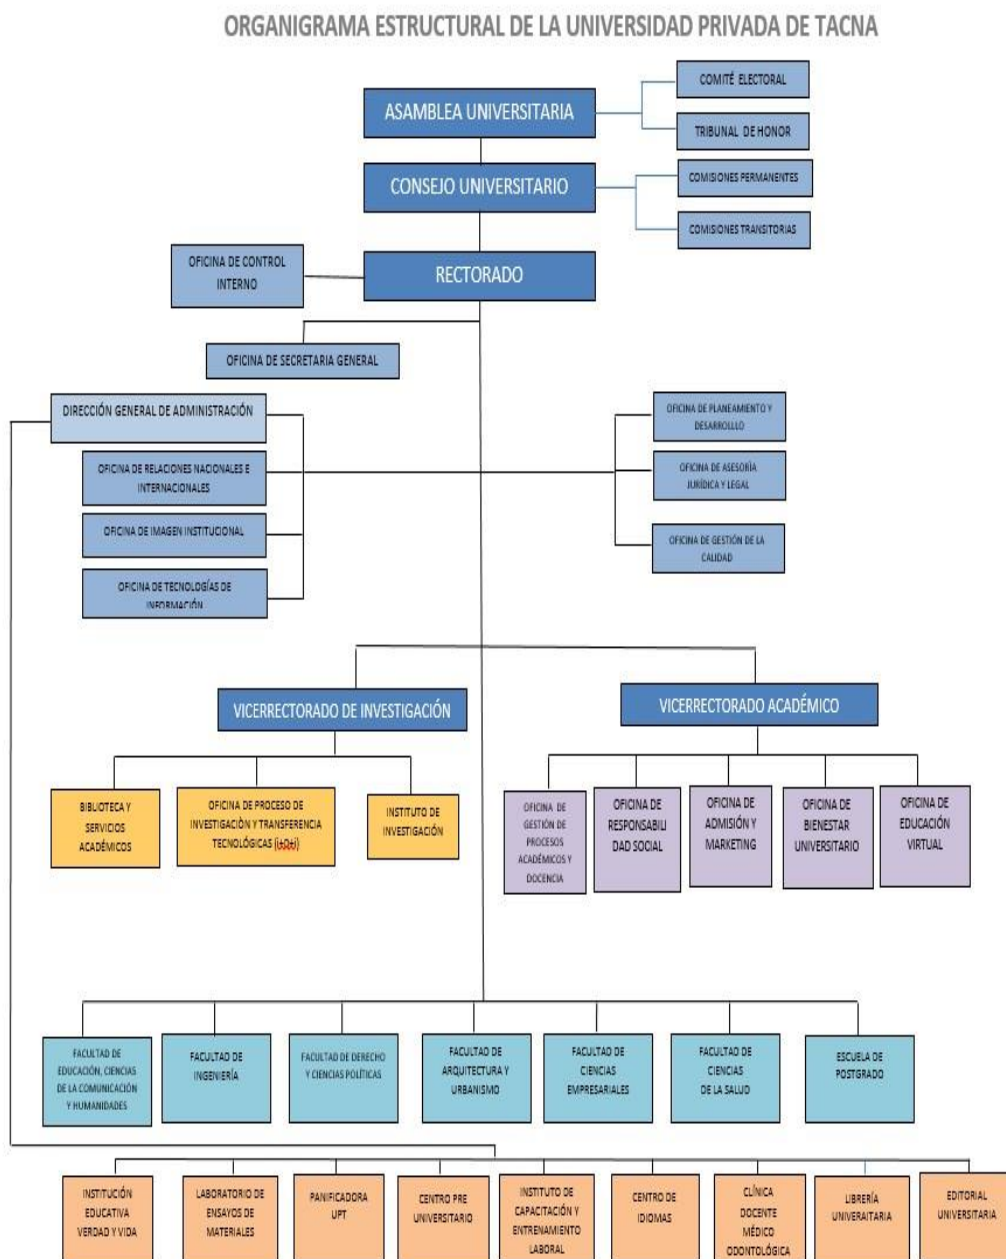 ORGANIGRAMA ESTRUCTURAL DE LA UNIVERSIDAD PRIVADA DE TACNA
ASAMBLEA UNIVERSITARIA
COMITÉ ELECTORAL
TRIBUNAL DE HONOR
CONSEJO UNIVERSITARIO
COMISIONES PERMANENTES
COMISIONES TRANSITORIAS
OFICINA DE CONTROL
INTERNO
RECTORADO
OFICINA DE SECRETARIA GENERAL
DIRECCIÓN GENERAL DE ADMINISTRACIÓN
OFICINA DE RELACIONES NACIONALES E
INTERNACIONALES
OFICINA DE IMAGEN INSTITUCIONAL
OFICINA DE TECNOLOGÍAS DE
INFORMACIÓN
OFICINA DE PLANEAMIENTO Y
DESARROLLLO
OFICINA DE ASESORÍA
JURÍDICA Y LEGAL
OFICINA DE GESTIÓN DE LA
CALIDAD
VICERRECTORADO DE INVESTIGACIÓN
VICERRECTORADO ACADÉMICO
BIBLIOTECA Y
SERVICIOS
ACADÉMICOS
OFICINA DE PROCESO DE
INVESTIGACIÒN Y TRANSFERENCIA
TECNOLÓGICAS (i+D+i)
INSTITUTO DE
INVESTIGACIÓN
OFICINA DE
GESTIÓN DE
PROCESOS
ACADÉMICOS Y
DOCENCIA
OFICINA DE
RESPONSABILI
DAD SOCIAL
OFICINA DE
ADMISIÓN Y
MARKETING
OFICINA DE
BIENESTAR
UNIVERSITARIO
OFICINA DE
EDUCACIÓN
VIRTUAL
FACULTAD DE
EDUCACIÓN, CIENCIAS
DE LA COMUNICACIÓN
Y HUMANIDADES
FACULTAD DE
INGENIERÍA
FACULTAD DE DERECHO
Y CIENCIAS POLÍTICAS
FACULTAD DE
ARQUITECTURA Y
URBANISMO
FACULTAD DE
CIENCIAS
EMPRESARIALES
FACULTAD DE
CIENCIAS
DE LA SALUD
ESCUELA DE
POSTGRADO
INSTITUCIÓN
EDUCATIVA
VERDAD Y VIDA
LABORATORIO DE
ENSAYOS DE
MATERIALES
PANIFICADORA
UPT
CENTRO PRE
UNIVERSITARIO
INSTITUTO DE
CAPACITACIÓN Y
ENTRENAMIENTO
LABORAL
CENTRO DE
IDIOMAS
CLÍNICA
DOCENTE
MÉDICO
ODONTOLÓGICA
LIBRERÍA
UNIVERAITARIA
EDITORIAL
UNIVERSITARIA